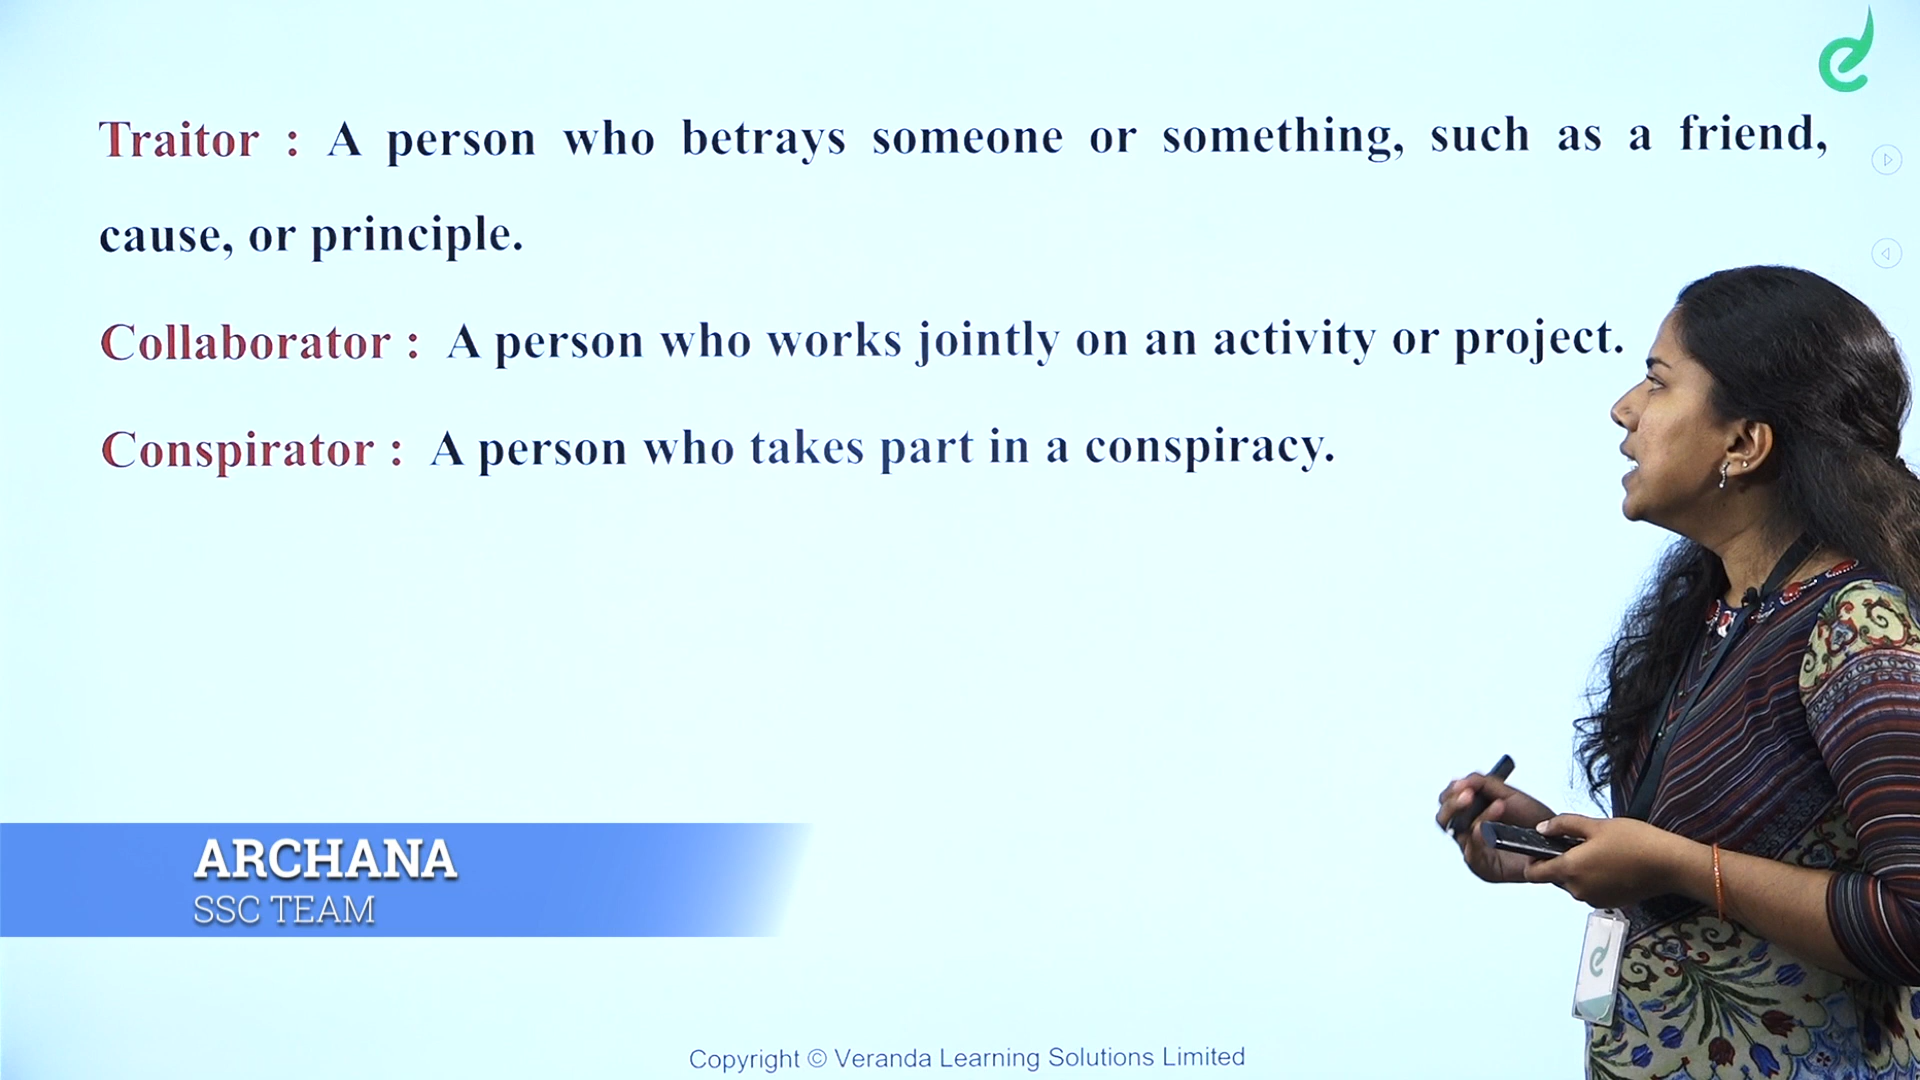 Traitor : A person who betrays someone or something, such as a friend,
cause, or principle.
Collaborator : A person who works jointly on an activity or project.
Conspirator : A person who takes part in a conspiracy.
ARCHANA
SSC TEAM
Copyright © Veranda Learning Solutions Limited